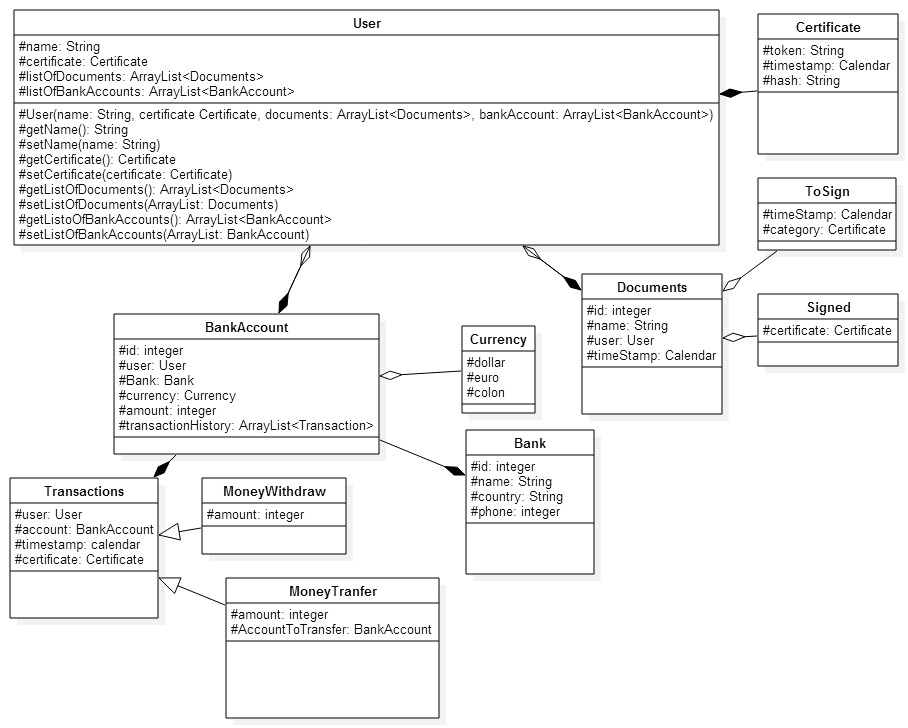 User
#name: String
#certificate: Certificate
#listOfDocuments: ArrayList<Documents>
#listOfBankAccounts: ArrayList<BankAccount>
#User(name: String, certificate Certificate, documents: ArrayList<Documents>, bankAccount: ArrayList<BankAccount>)
#getName(): String
#setName(name: String)
#getCertificate(): Certificate
#setCertificate(certificate: Certificate)
#getListOfDocuments(): ArrayList<Documents>
#setListOfDocuments(ArrayList: Documents)
#getListoOfBankAccounts(): ArrayList<BankAccount>
#setListOfBankAccounts(ArrayList: BankAccount)
Certificate
#token: String
#timestamp: Calendar
#hash: String
ToSign
#timeStamp: Calendar
#category: Certificate
Documents
#id: integer
#name: String
#user: User
#timeStamp: Calendar
Signed
#certificate: Certificate
BankAccount
#id: integer
#user: User
#Bank: Bank
#currency: Currency
#amount: integer
#transactionHistory: ArrayList<Transaction>
Currency
#dollar
#euro
#colon
Bank
#id: integer
#name: String
#country: String
#phone: integer
Transactions
#user: User
#account: BankAccount
#timestamp: calendar
#certificate: Certificate
MoneyWithdraw
#amount: integer
MoneyTranfer
#amount: integer
#AccountToTransfer: BankAccount